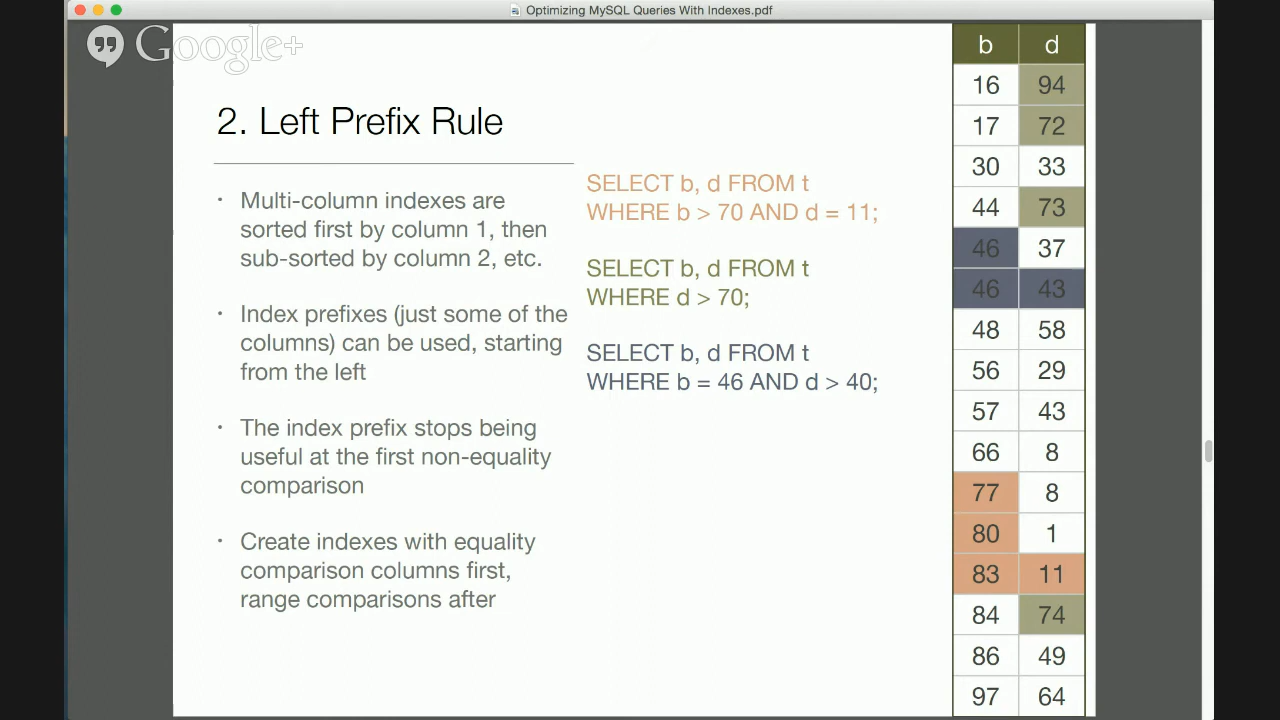 Optimizing MySQL Queries With Indexes.pdf
Google+
2. Left Prefix Rule
• Multi-column indexes are
sorted first by column 1, then
sub-sorted by column 2, etc.
• Index prefixes (just some of the
columns) can be used, starting
from the left
• The index prefix stops being
useful at the first non-equality
comparison
• Create indexes with equality
comparison columns first,
range comparisons after
SELECT b, d FROM t
WHERE b > 70 AND d = 11;
SELECT b, d FROM t
WHERE d > 70;
SELECT b, d FROM t
WHERE b = 46 AND d > 40;
b d
16 94
17 72
30 33
44 73
46 37
46 43
48 58
56 29
57 43
66 8
77 8
80 1
83 11
84 74
86 49
97 64